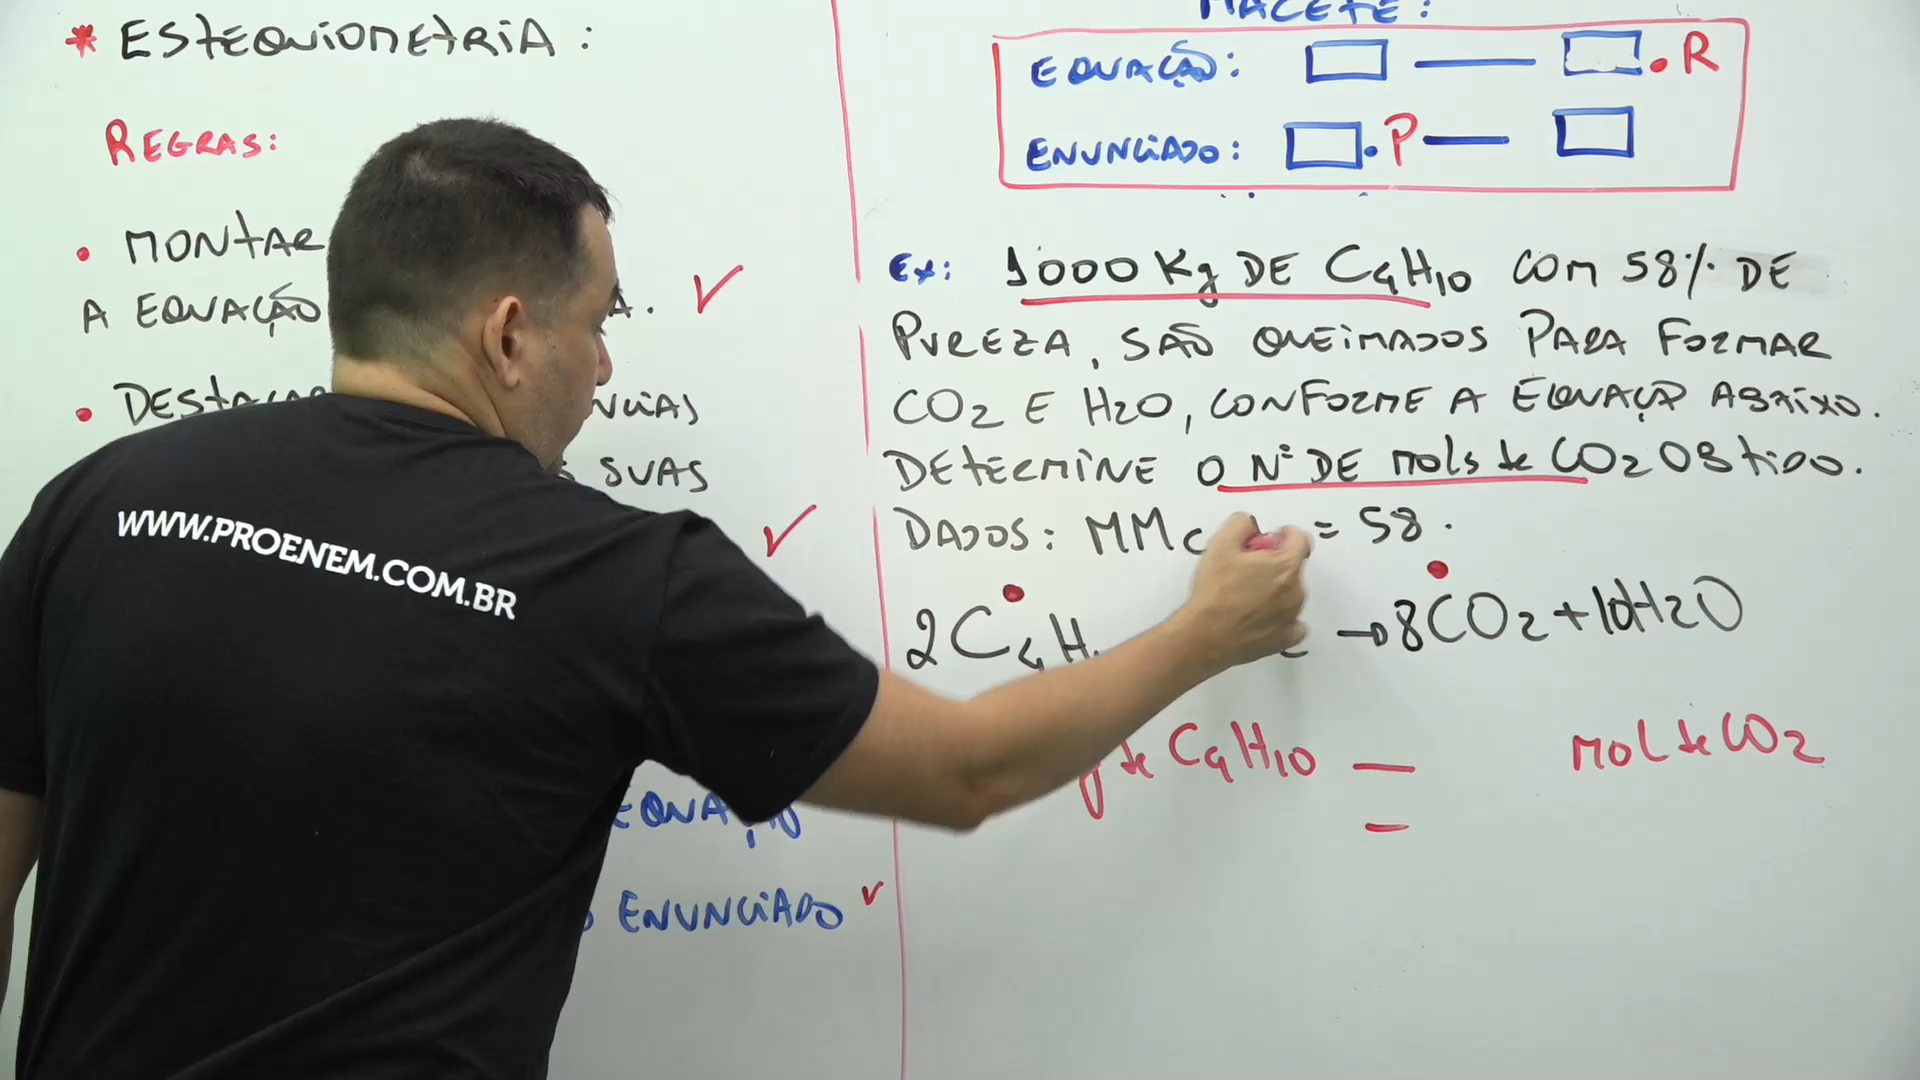 * ESTEQUIOMETRIA:
REGRAS:
• MONTAR
A EQUAÇÃO A. ✓
• DESTACAR NCIAS
SUAS
✓
EQUAÇÃO
ENUNCIADO ✓
WWW.PROENEM.COM.BR
MACETE:
EQUAÇÃO: □ — □ . R
ENUNCIADO: □ . P — □
Ex: 1000 Kg DE C4H10 COM 58% DE
PUREZA, SÃO QUEIMADOS PARA FORMAR
CO2 E H2O, CONFORME A EQUAÇÃO ABAIXO.
DETERMINE O Nº DE mols de CO2 OBTIDO.
DADOS: MM C = 58.
2C4H → 8CO2 + 10H2O
g de C4H10 — mol de CO2
—